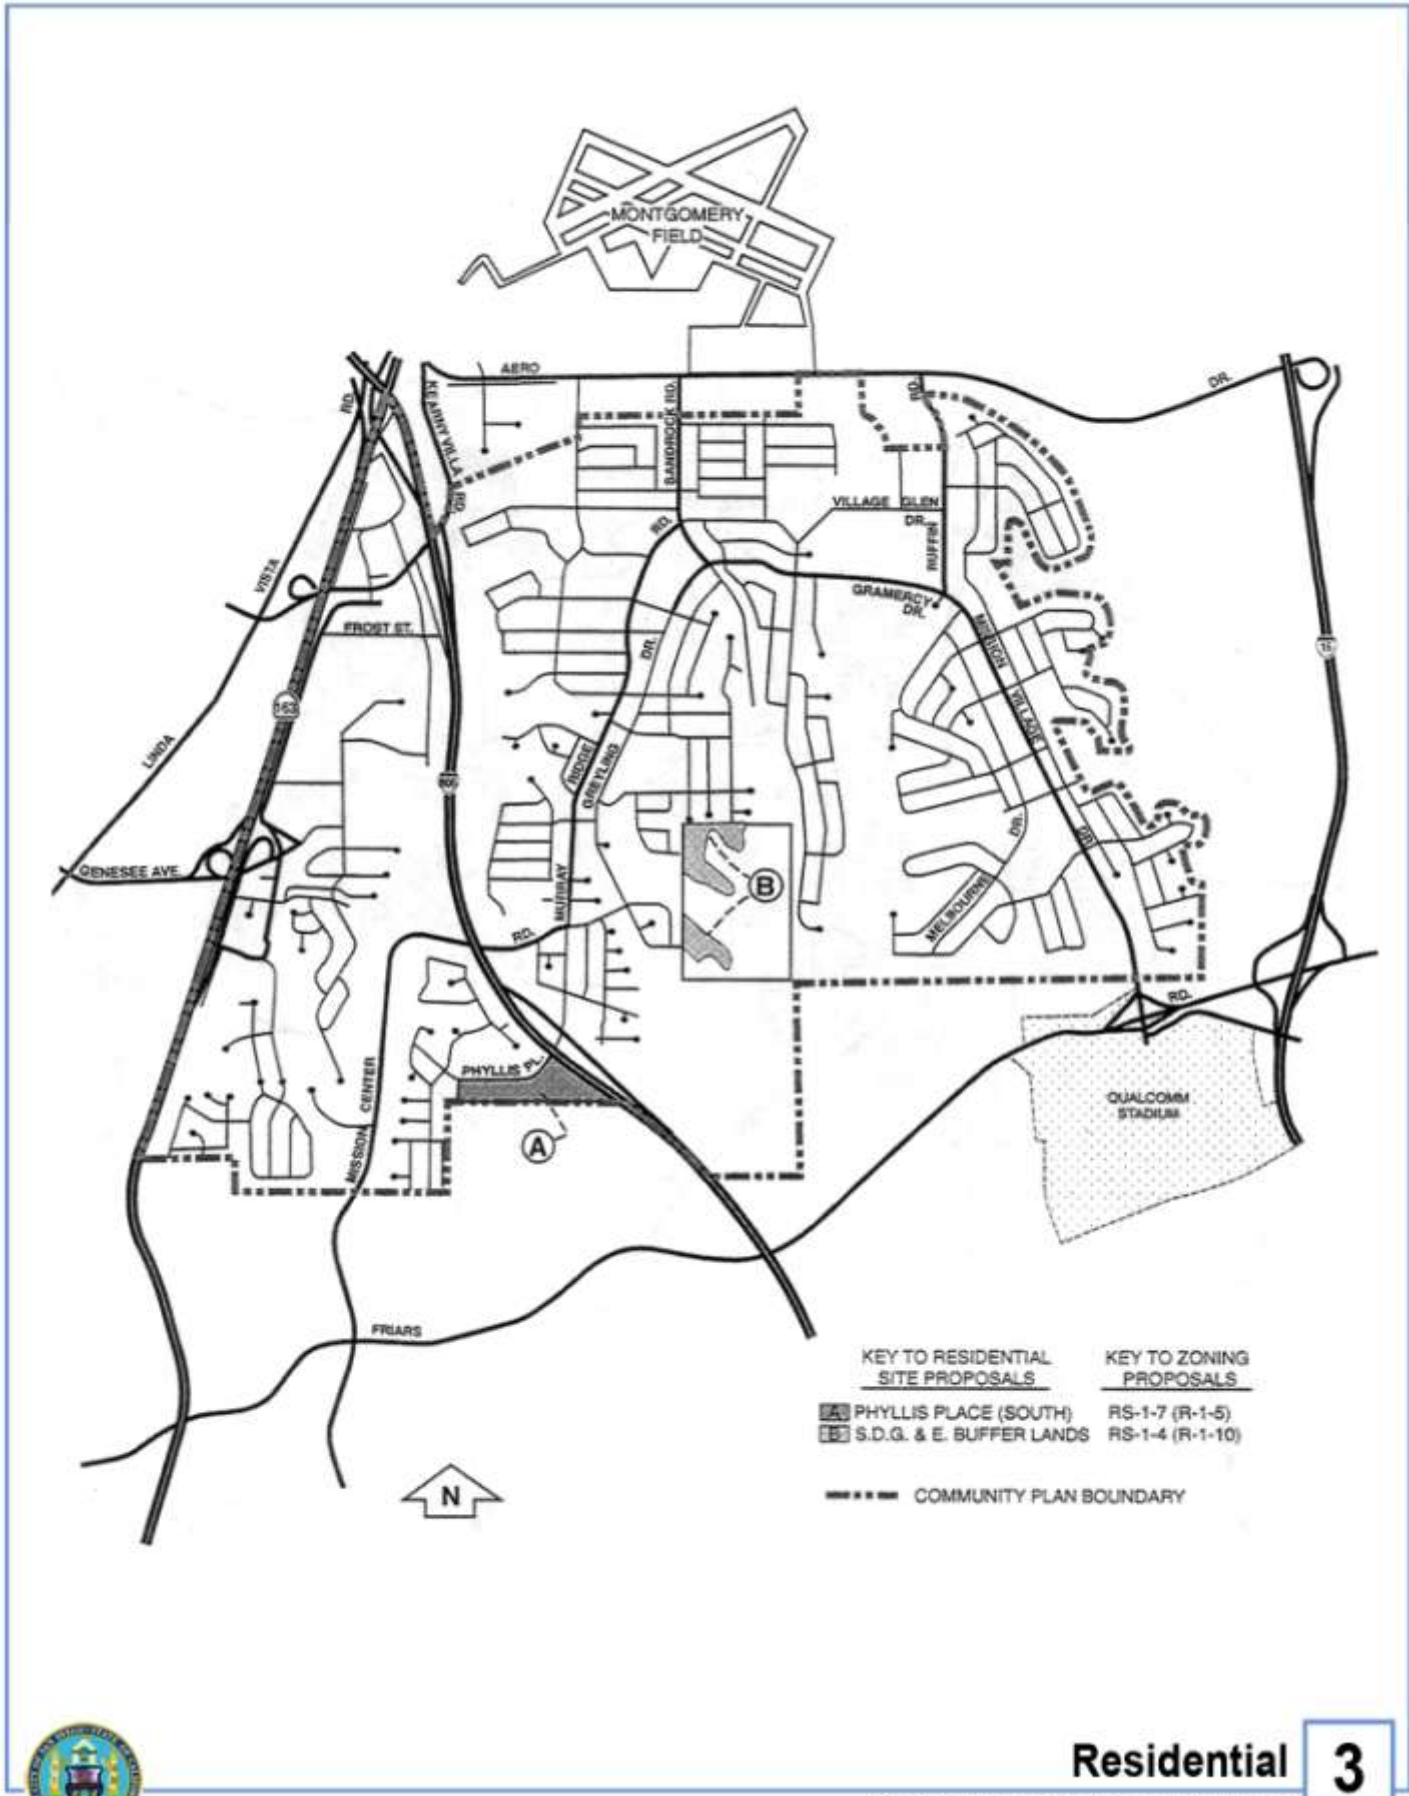 MONTGOMERY
FIELD
AERO
DR.
RD.
KEARNY VILLA
RD.
SANDROCK RD.
RD.
VILLAGE GLEN
DR.
RUFFIN
RD.
VISTA
GRAMERCY
DR.
FROST ST.
DR.
MISSION
VILLAGE
DR.
15
163
805
LINDA
RIDGE
GREYLING
DR.
GENESEE AVE.
B
MURRAY
MELBOURNE
RD.
RD.
PHYLLIS PL.
CENTER
MISSION
QUALCOMM
STADIUM
A
FRIARS
KEY TO RESIDENTIAL
SITE PROPOSALS
KEY TO ZONING
PROPOSALS
A PHYLLIS PLACE (SOUTH) RS-1-7 (R-1-5)
B S.D.G. & E. BUFFER LANDS RS-1-4 (R-1-10)
COMMUNITY PLAN BOUNDARY
N
Residential 3